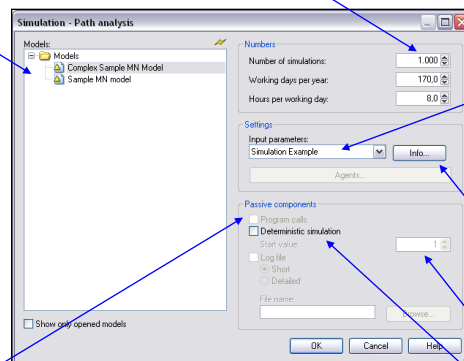 Simulation - Path analysis
Models:
Models
Complex Sample MN Model
Sample MN model
Show only opened models
Numbers
Number of simulations: 1.000
Working days per year: 170,0
Hours per working day: 8,0
Settings
Input parameters:
Simulation Example
Info...
Agents...
Passive components
Program calls
Deterministic simulation
Start value: 1
Log file
Short
Detailed
File name:
Browse...
OK Cancel Help